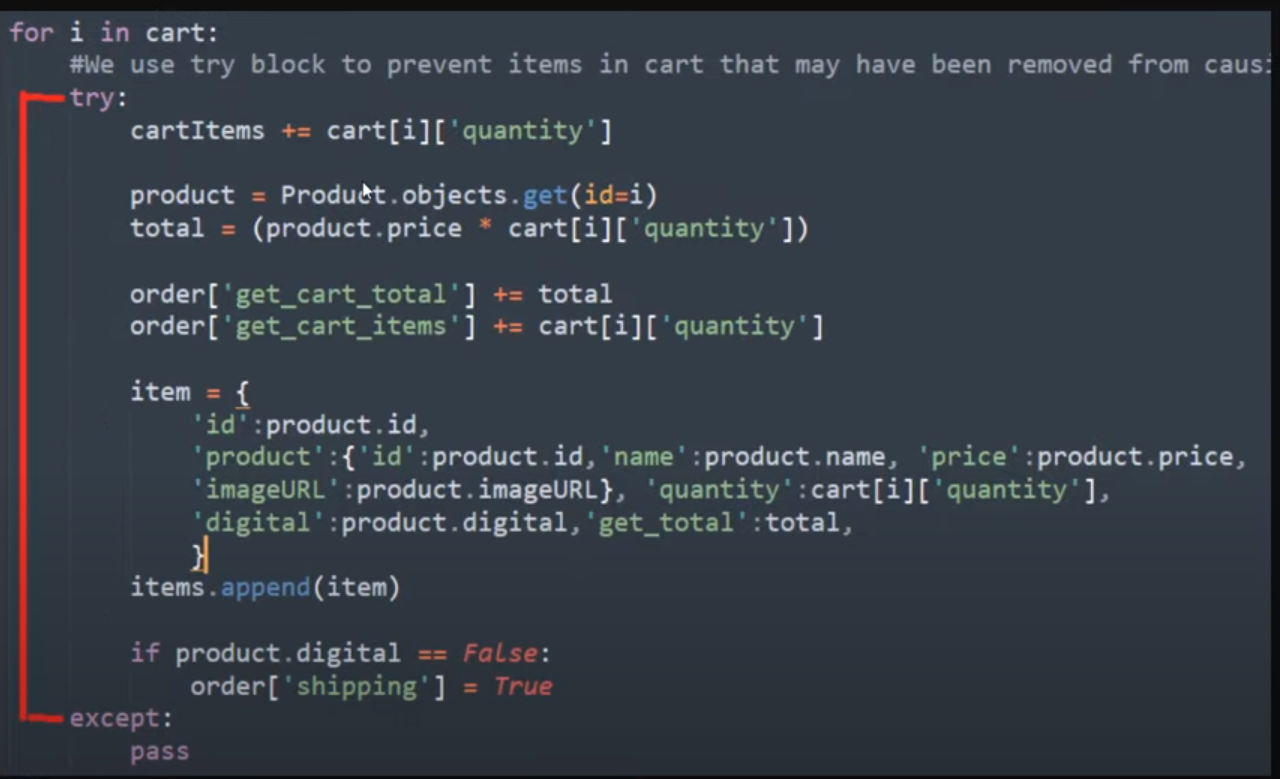 for i in cart:
#We use try block to prevent items in cart that may have been removed from
try:
cartItems += cart[i]['quantity']
product = Product.objects.get(id=i)
total = (product.price * cart[i]['quantity'])
order['get_cart_total'] += total
order['get_cart_items'] += cart[i]['quantity']
item = {
'id':product.id,
'product':{'id':product.id,'name':product.name, 'price':product.price,
'imageURL':product.imageURL}, 'quantity':cart[i]['quantity'],
'digital':product.digital,'get_total':total,
}
items.append(item)
if product.digital == False:
order['shipping'] = True
except:
pass